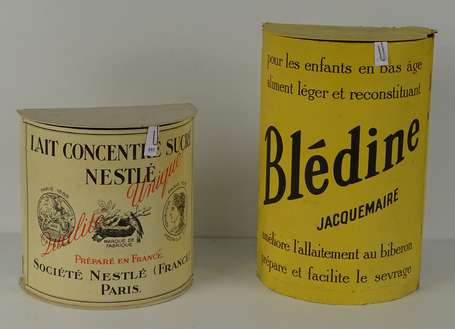 LAIT CONCENTRÉ SUCRÉ
NESTLÉ
Qualité Unique
MARQUE DE
FABRIQUE
PRÉPARÉ EN FRANCE
SOCIÉTÉ NESTLÉ (FRANCE
PARIS.
pour les enfants en bas âge
aliment léger et reconstituant
Blédine
JACQUEMAIRE
améliore l'allaitement au biberon
prépare et facilite le sevrage